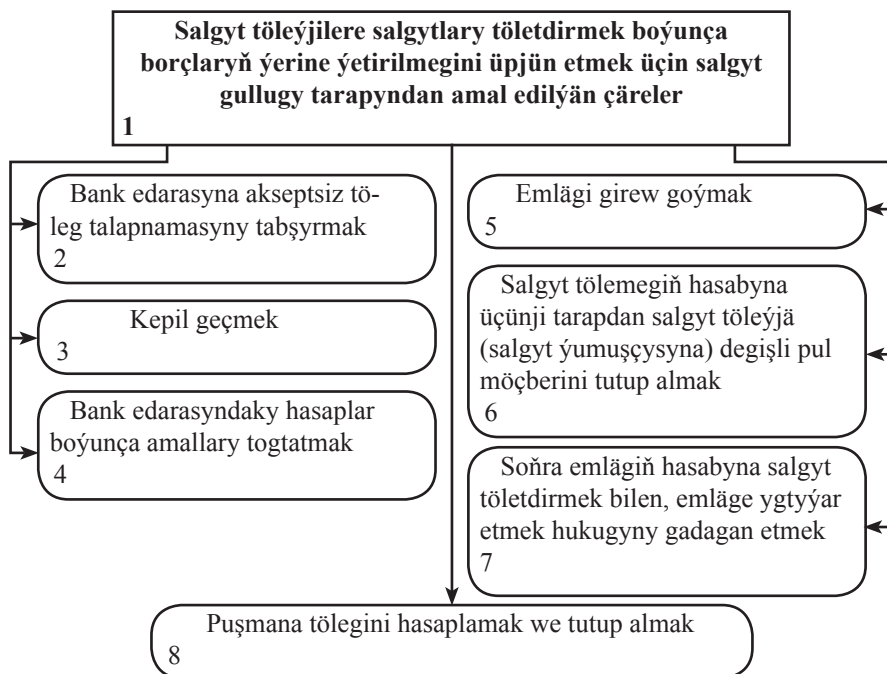 Salgyt töleýjilere salgytlary töletdirmek boýunça
borçlaryň ýerine ýetirilmegini üpjün etmek üçin salgyt
gullugy tarapyndan amal edilýän çäreler
1
Bank edarasyna akseptsiz tö-
leg talapnamasyny tabşyrmak
2
Kepil geçmek
3
Bank edarasyndaky hasaplar
boýunça amallary togtatmak
4
Emlägi girew goýmak
5
Salgyt tölemegiň hasabyna
üçünji tarapdan salgyt töleýjä
(salgyt ýumuşçysyna) degişli pul
möçberini tutup almak
6
Soňra emlägiň hasabyna salgyt
töletdirmek bilen, emläge ygtyýar
etmek hukugyny gadagan etmek
7
Puşmana tölegini hasaplamak we tutup almak
8